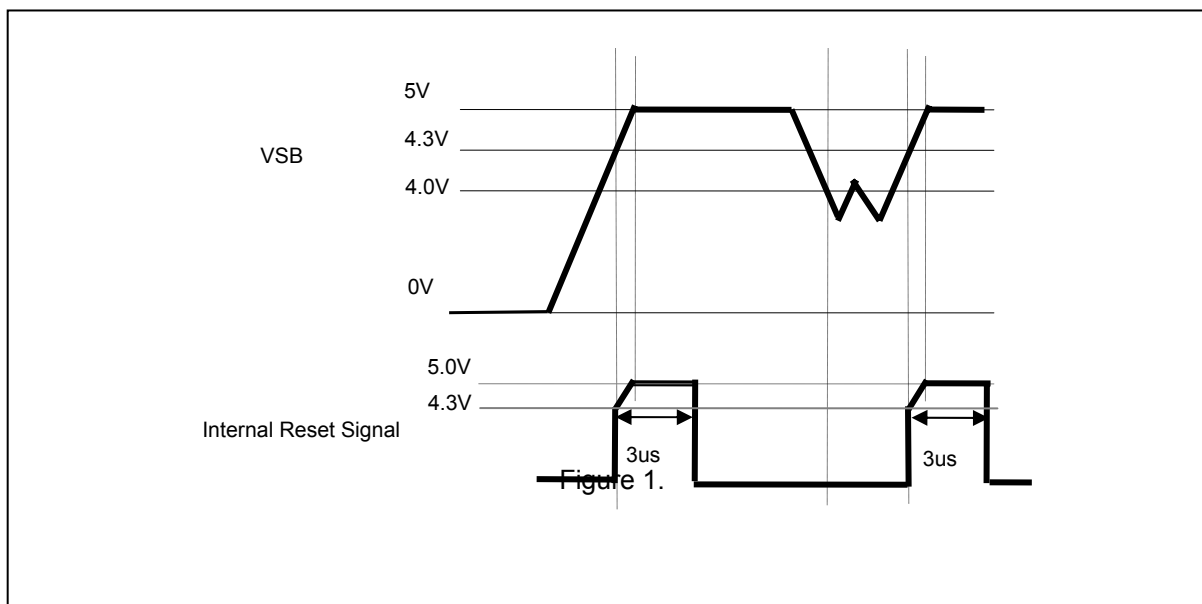 5V
4.3V
VSB
4.0V
0V
5.0V
4.3V
Internal Reset Signal
3us
3us
Figure 1.